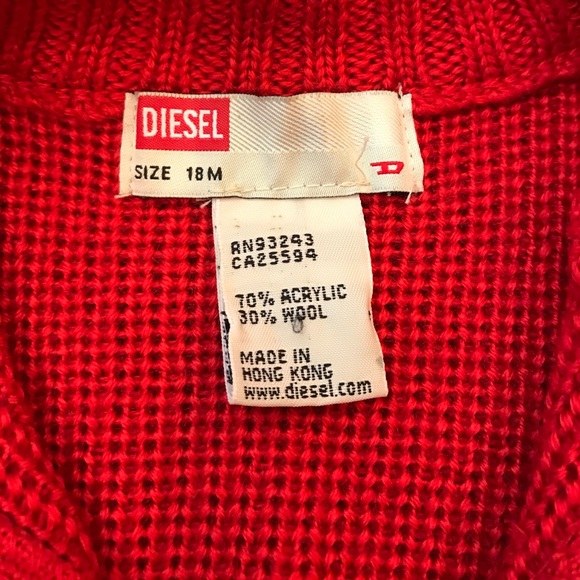 DIESEL
SIZE 18M
D
RN93243
CA25594
70% ACRYLIC
30% WOOL
MADE IN
HONG KONG
www.diesel.com